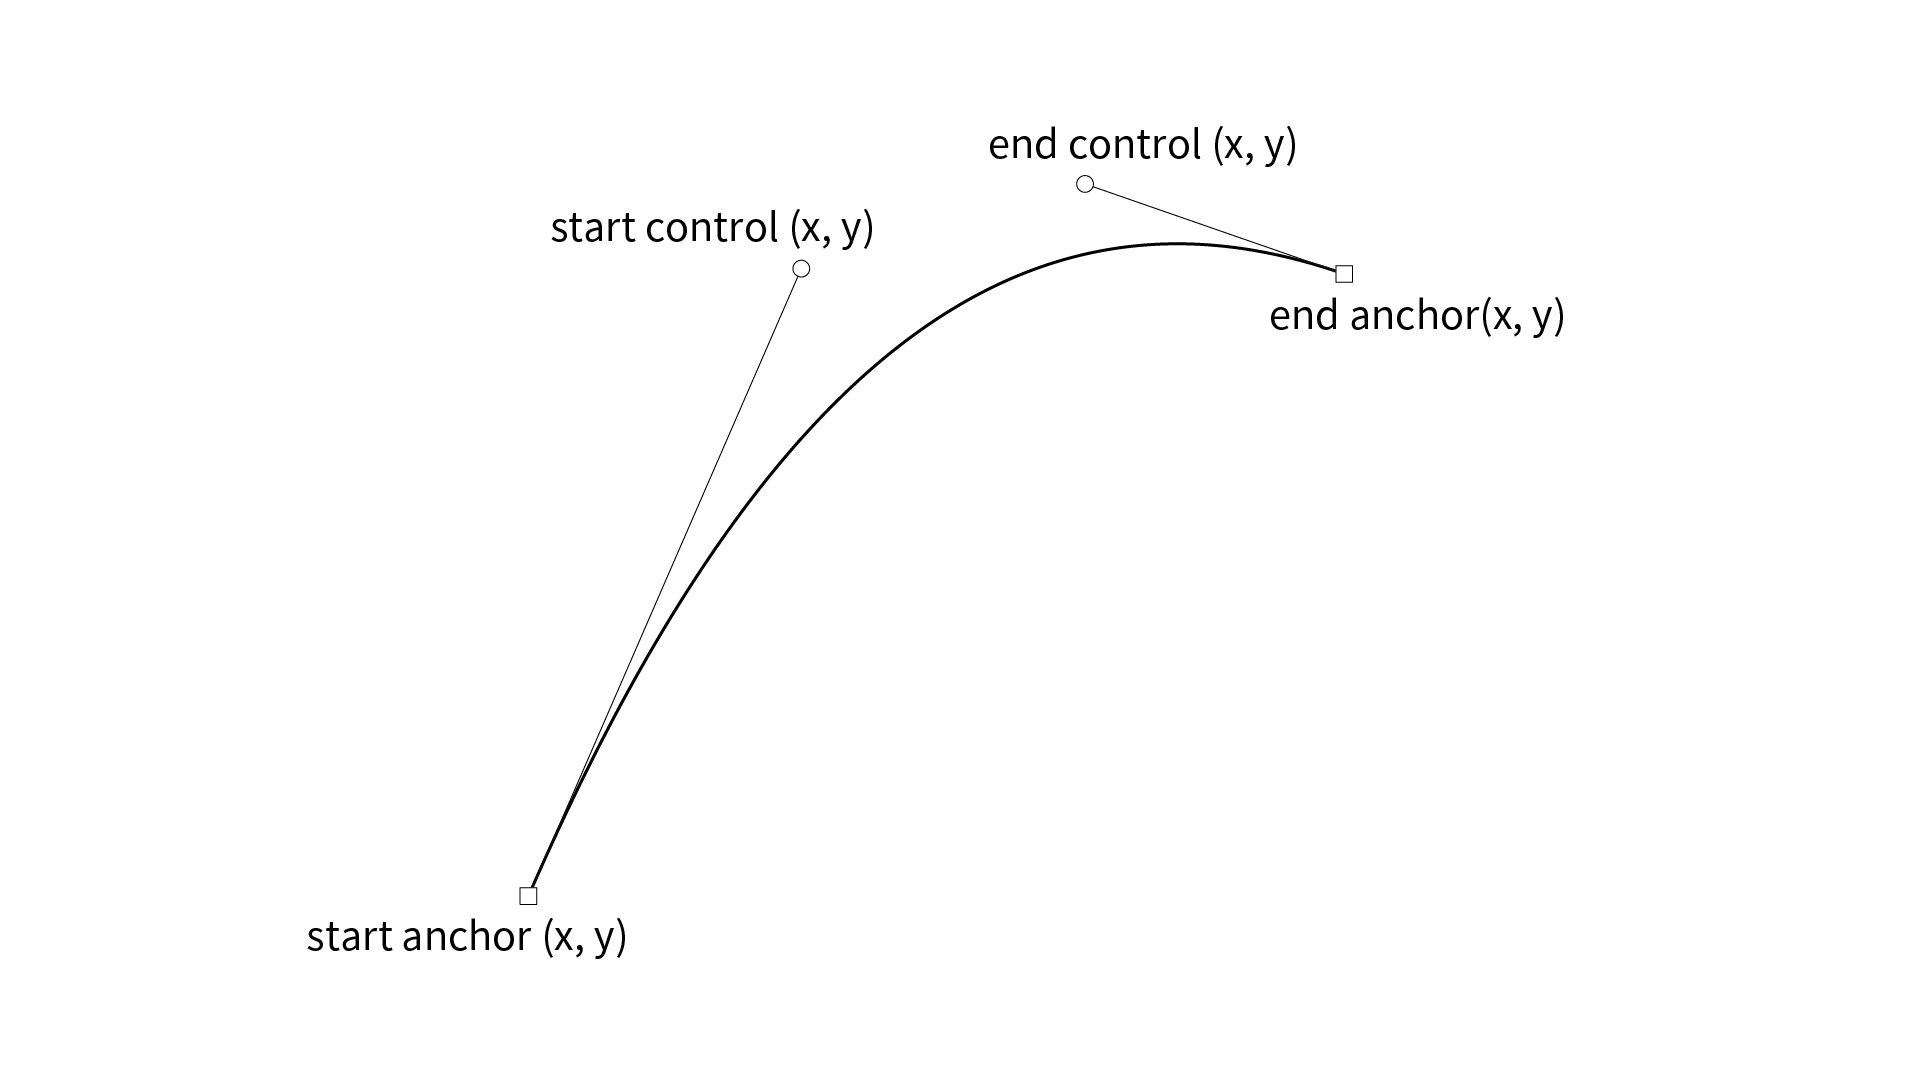 end control (x, y)
start control (x, y)
end anchor(x, y)
start anchor (x, y)